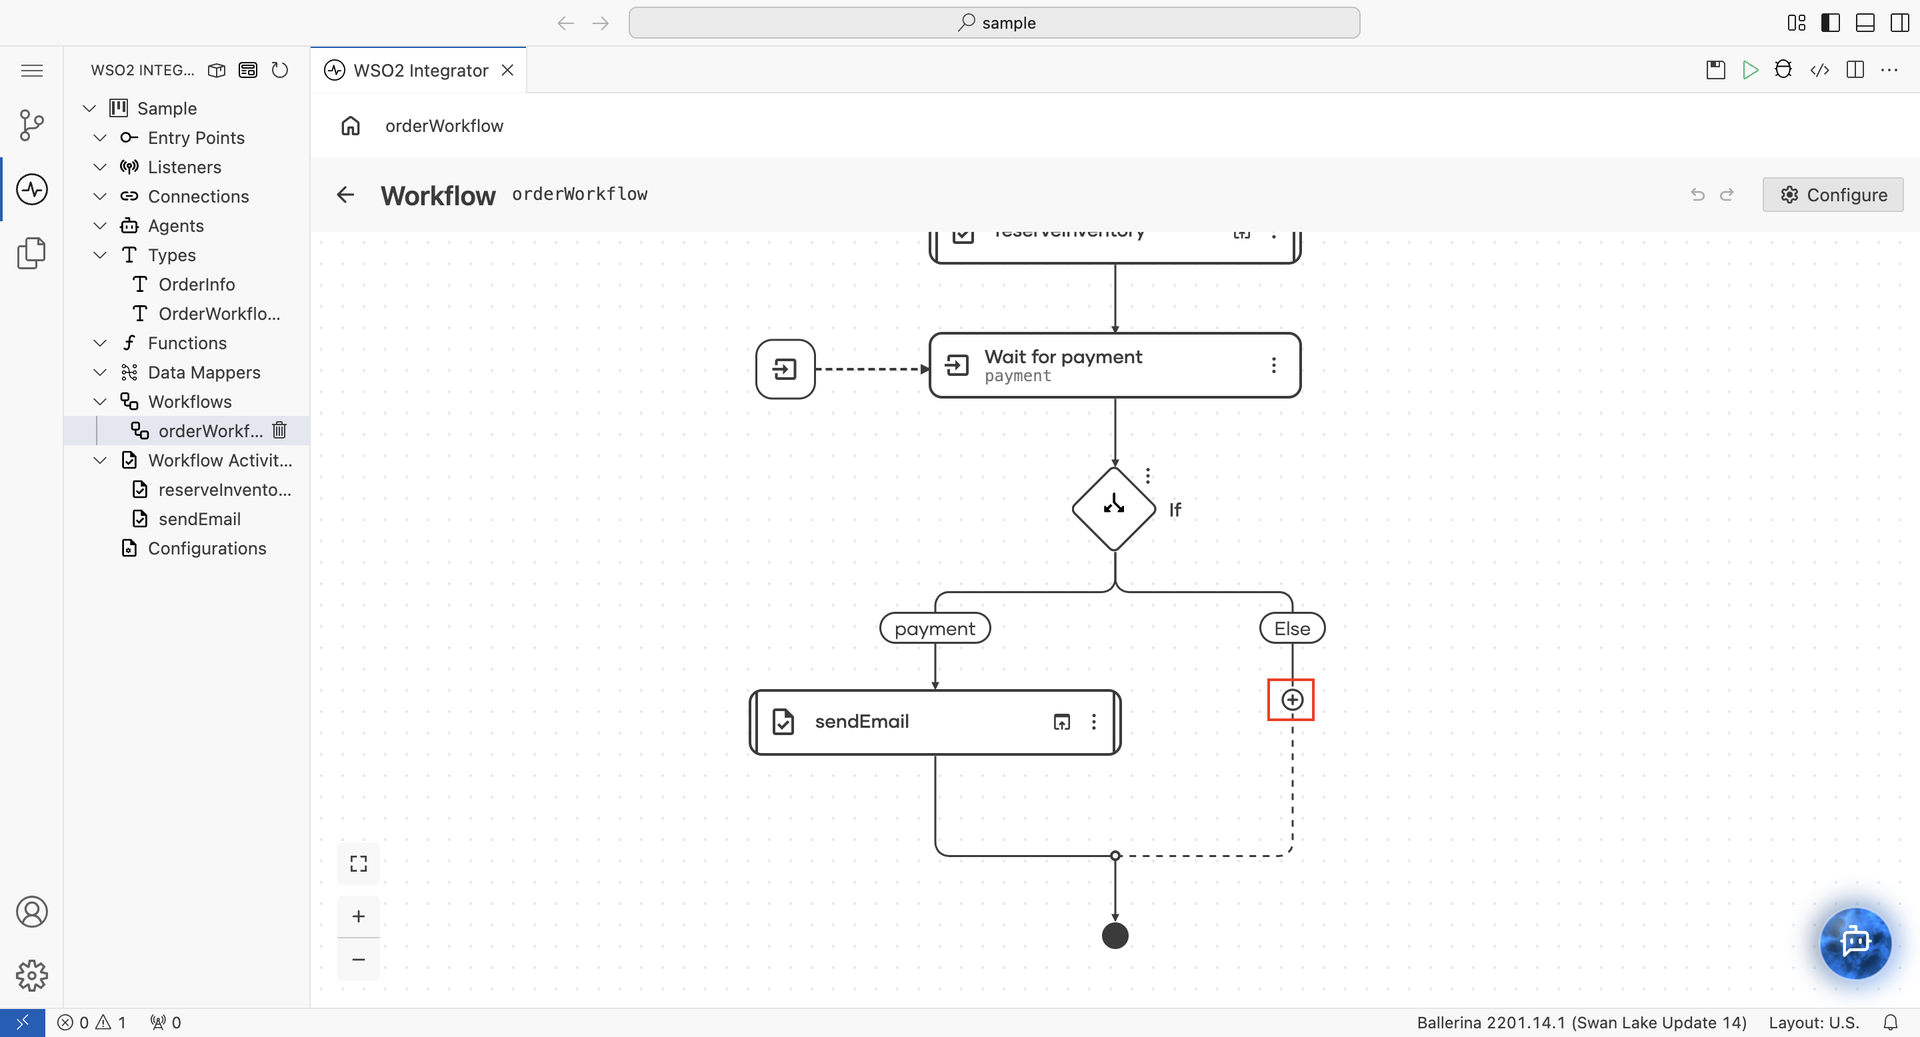 sample
WSO2 INTEG...
WSO2 Integrator
Sample
Entry Points
Listeners
Connections
Agents
Types
OrderInfo
OrderWorkflo...
Functions
Data Mappers
Workflows
orderWorkf...
Workflow Activit...
reserveInvento...
sendEmail
Configurations
orderWorkflow
Workflow orderWorkflow
Configure
reserveInventory
Wait for payment
payment
If
payment
Else
sendEmail
0 1 0
Ballerina 2201.14.1 (Swan Lake Update 14) Layout: U.S.